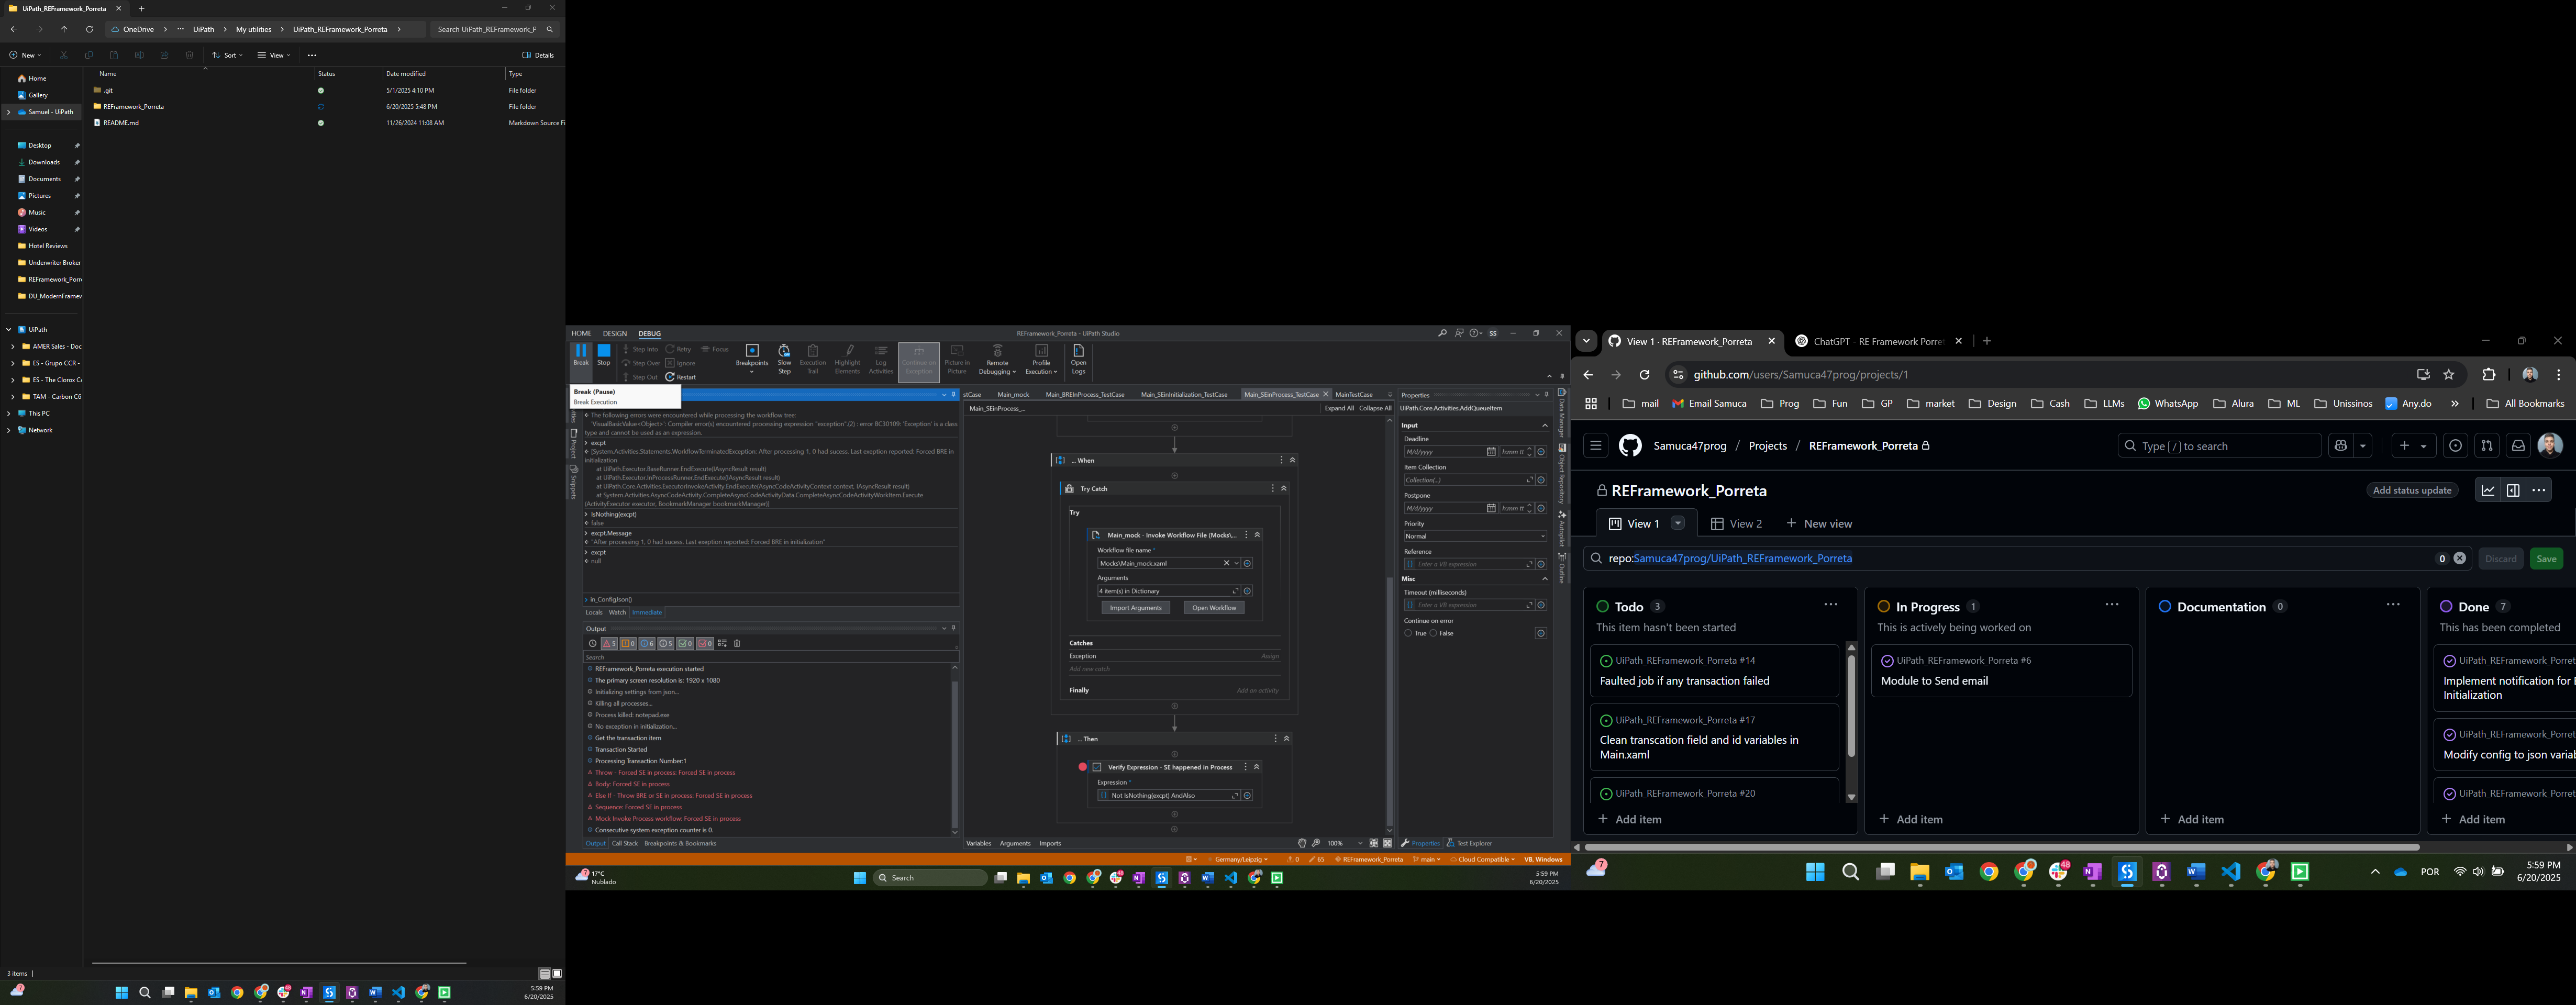 UiPath_REFramework_Porreta
OneDrive > ... UiPath > My utilities > UiPath_REFramework_Porreta >
Search UiPath_REFramework_P
New
Sort
View
Details
Name Status Date modified Type
.git 5/1/2025 4:10 PM File folder
REFramework_Porreta 6/20/2025 5:48 PM File folder
README.md 11/26/2024 11:08 AM Markdown Source Fi
Home
Gallery
Samuel - UiPath
Desktop
Downloads
Documents
Pictures
Music
Videos
Hotel Reviews
Underwriter Broker
REFramework_Porr
DU_ModernFramew
UiPath
AMER Sales - Doc
ES - Grupo CCR -
ES - The Clorox Co
TAM - Carbon C6
This PC
Network
3 items
5:59 PM
6/20/2025
HOME DESIGN DEBUG
REFramework_Porreta - UiPath Studio
SS
Break
Stop
Step Into
Step Over
Step Out
Retry
Ignore
Restart
Focus
Breakpoints
Slow Step
Execution Trail
Highlight Elements
Log Activities
Continue on Exception
Picture in Picture
Remote Debugging
Profile Execution
Open Logs
Break (Pause)
Break Execution
The following errors were encountered while processing the workflow tree:
'VisualBasicValue<Object>': Compiler error(s) encountered processing expression "exception".(2) : error BC30109: 'Exception' is a class
type and cannot be used as an expression.
excpt
[System.Activities.Statements.WorkflowTerminatedException: After processing 1, 0 had sucess. Last exeption reported: Forced BRE in
initialization
at UiPath.Executor.BaseRunner.EndExecute(IAsyncResult result)
at UiPath.Executor.InProcessRunner.EndExecute(IAsyncResult result)
at UiPath.Core.Activities.ExecutorInvokeActivity.EndExecute(AsyncCodeActivityContext context, IAsyncResult result)
at System.Activities.AsyncCodeActivity.CompleteAsyncCodeActivityData.CompleteAsyncCodeActivityWorkItem.Execute
(ActivityExecutor executor, BookmarkManager bookmarkManager)]
IsNothing(excpt)
false
excpt.Message
"After processing 1, 0 had sucess. Last exeption reported: Forced BRE in initialization"
excpt
null
in_ConfigJson()
Locals Watch Immediate
Output
5 0 6 5 0 0
Search
REFramework_Porreta execution started
The primary screen resolution is: 1920 x 1080
Initializing settings from json...
Killing all processes...
Process killed: notepad.exe
No exception in initialization...
Get the transaction item
Transaction Started
Processing Transaction Number:1
Throw - Forced SE in process: Forced SE in process
Body: Forced SE in process
Else If - Throw BRE or SE in process: Forced SE in process
Sequence: Forced SE in process
Mock Invoke Process workflow: Forced SE in process
Consecutive system exception counter is 0.
Output Call Stack Breakpoints & Bookmarks
Project
Snippets
stCase Main_mock Main_BREinProcess_TestCase Main_SEinInitialization_TestCase Main_SEinProcess_TestCase MainTestCase
Main_SEinProcess_...
Expand All Collapse All
... When
Try Catch
Try
Main_mock - Invoke Workflow File (Mocks\...
Workflow file name *
Mocks\Main_mock.xaml
Arguments
4 item(s) in Dictionary
Import Arguments
Open Workflow
Catches
Exception Assign
Add new catch
Finally Add an activity
... Then
Verify Expression - SE happened in Process
Expression *
Not IsNothing(excpt) AndAlso
Variables Arguments Imports
100%
Properties
UiPath.Core.Activities.AddQueueItem
Input
Deadline
M/d/yyyy h:mm tt
Item Collection
Collection(...)
Postpone
M/d/yyyy h:mm tt
Priority
Normal
Reference
Enter a VB expression
Misc
Timeout (milliseconds)
Enter a VB expression
Continue on error
True False
Properties Test Explorer
Data Manager
Object Repository
Autopilot
Outline
Germany/Leipzig 0 65 REFramework_Porreta main Cloud Compatible VB, Windows
17°C
Nublado
Search
5:59 PM
6/20/2025
View 1 · REFramework_Porreta
ChatGPT - RE Framework Porret
github.com/users/Samuca47prog/projects/1
mail Email Samuca Prog Fun GP market Design Cash LLMs WhatsApp Alura ML Unissinos Any.do » All Bookmarks
Samuca47prog / Projects / REFramework_Porreta
Type / to search
REFramework_Porreta
Add status update
View 1
View 2
New view
repo:Samuca47prog/UiPath_REFramework_Porreta
0
Discard
Save
Todo 3
This item hasn't been started
UiPath_REFramework_Porreta #14
Faulted job if any transaction failed
UiPath_REFramework_Porreta #17
Clean transcation field and id variables in
Main.xaml
UiPath_REFramework_Porreta #20
Add item
In Progress 1
This is actively being worked on
UiPath_REFramework_Porreta #6
Module to Send email
Add item
Documentation 0
Add item
Done 7
This has been completed
UiPath_REFramework_Porret
Implement notification for
Initialization
UiPath_REFramework_Porret
Modify config to json variab
UiPath_REFramework_Porret
Add item
7
48
POR
5:59 PM
6/20/2025